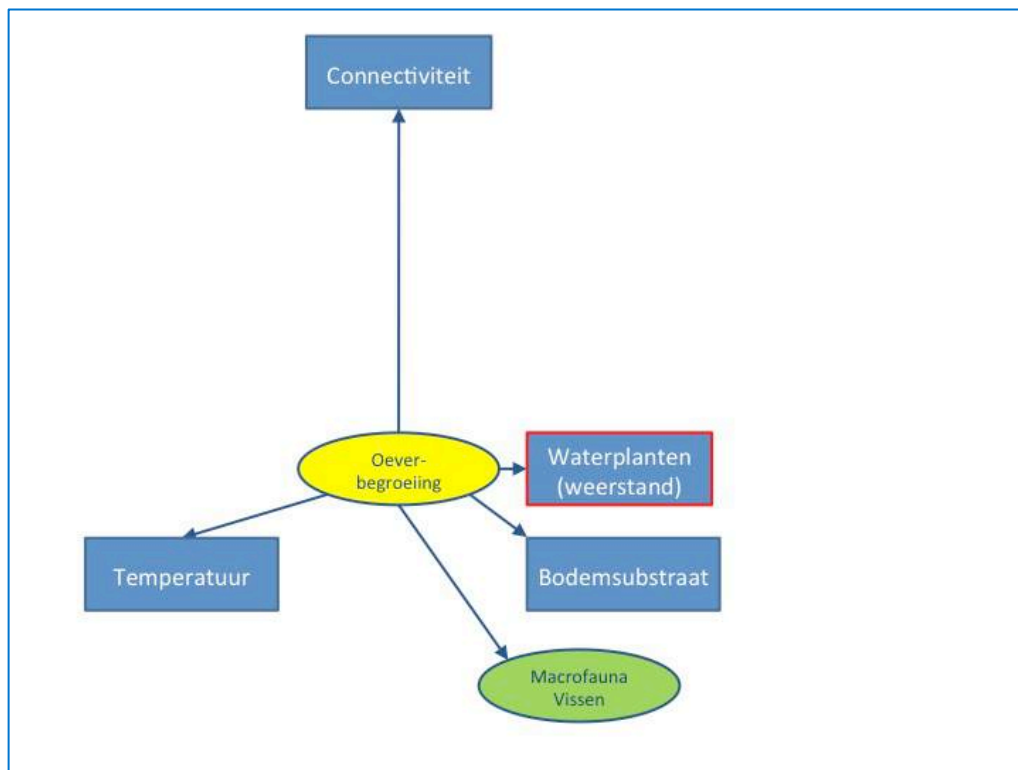 Connectiviteit
Oever-
begroeiing
Waterplanten
(weerstand)
Temperatuur
Bodemsubstraat
Macrofauna
Vissen